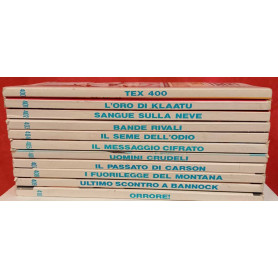 TEX 400
L'ORO DI KLAATU
SANGUE SULLA NEVE
BANDE RIVALI
IL SEME DELL'ODIO
IL MESSAGGIO CIFRATO
UOMINI CRUDELI
IL PASSATO DI CARSON
I FUORILEGGE DEL MONTANA
ULTIMO SCONTRO A BANNOCK
ORRORE!